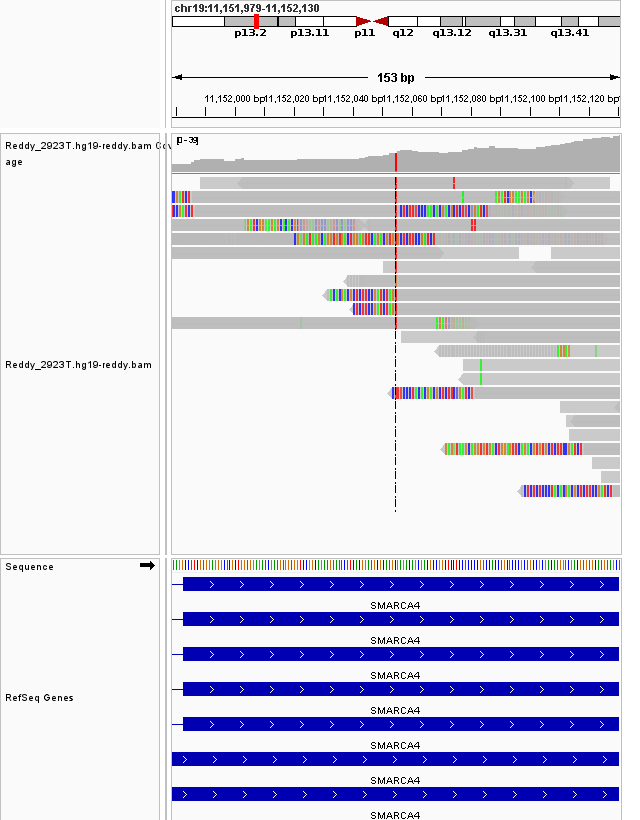 chr19:11,151,979-11,152,130
p13.2 p13.11 p11 q12 q13.12 q13.31 q13.41
153 bp
11,152,000 bp 11,152,020 bp 11,152,040 bp 11,152,060 bp 11,152,080 bp 11,152,100 bp 11,152,120 bp
Reddy_2923T.hg19-reddy.bam Cov
age
[0-39]
Reddy_2923T.hg19-reddy.bam
Sequence
SMARCA4
SMARCA4
SMARCA4
RefSeq Genes
SMARCA4
SMARCA4
SMARCA4
SMARCA4